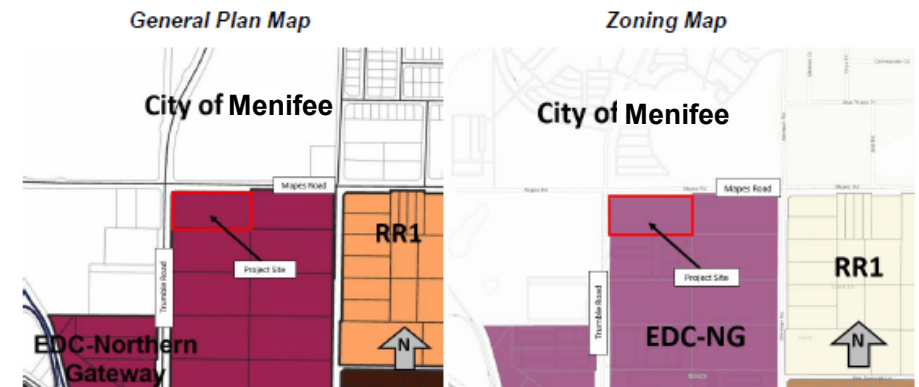 General Plan Map
Zoning Map
City of Menifee
City of Menifee
Mapes Road
Mapes Road
RR1
RR1
Project Site
Project Site
Trumble Road
Trumble Road
EDC-Northern
Gateway
EDC-NG
N
N